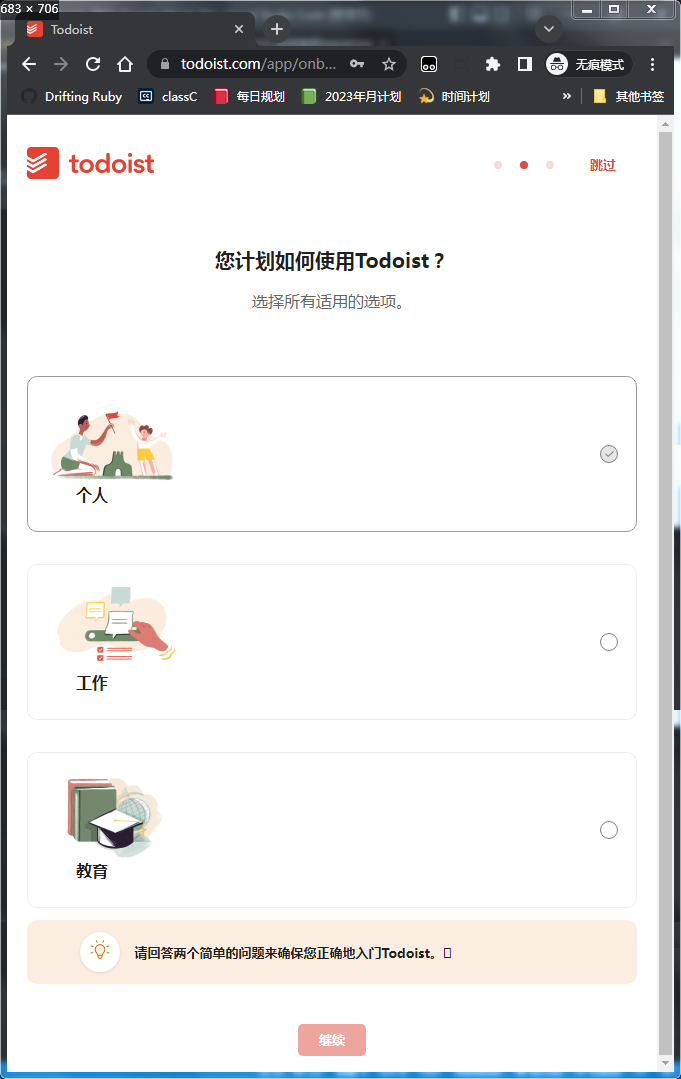 683 × 706
Todoist
todoist.com/app/onb...
无痕模式
Drifting Ruby
classC
每日规划
2023年月计划
时间计划
»
其他书签
todoist
跳过
您计划如何使用Todoist？
选择所有适用的选项。
个人
工作
教育
请回答两个简单的问题来确保您正确地入门Todoist。
继续